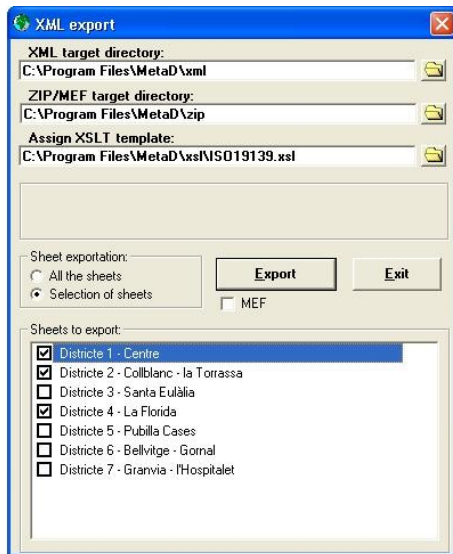 XML export
XML target directory:
C:\Program Files\MetaD\xml
ZIP/MEF target directory:
C:\Program Files\MetaD\zip
Assign XSLT template:
C:\Program Files\MetaD\xsl\ISO19139.xsl
Sheet exportation:
All the sheets
Selection of sheets
Export
Exit
MEF
Sheets to export:
Districte 1 - Centre
Districte 2 - Collblanc - la Torrassa
Districte 3 - Santa Eulàlia
Districte 4 - La Florida
Districte 5 - Pubilla Cases
Districte 6 - Bellvitge - Gornal
Districte 7 - Granvia - l'Hospitalet